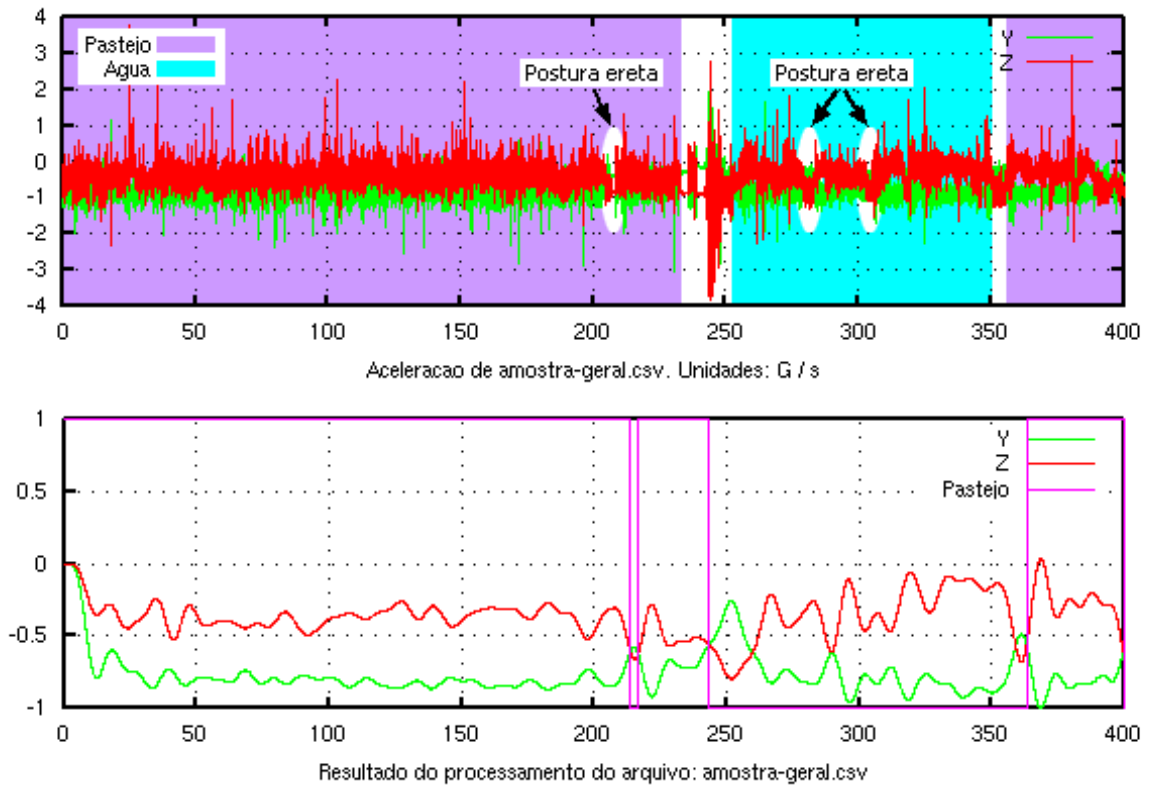 4
3
2
1
0
-1
-2
-3
-4
Pastejo
Agua
Postura ereta
Postura ereta
Y
Z
0 50 100 150 200 250 300 350 400
Aceleracao de amostra-geral.csv. Unidades: G / s
1
0.5
0
-0.5
-1
Y
Z
Pastejo
0 50 100 150 200 250 300 350 400
Resultado do processamento do arquivo: amostra-geral.csv